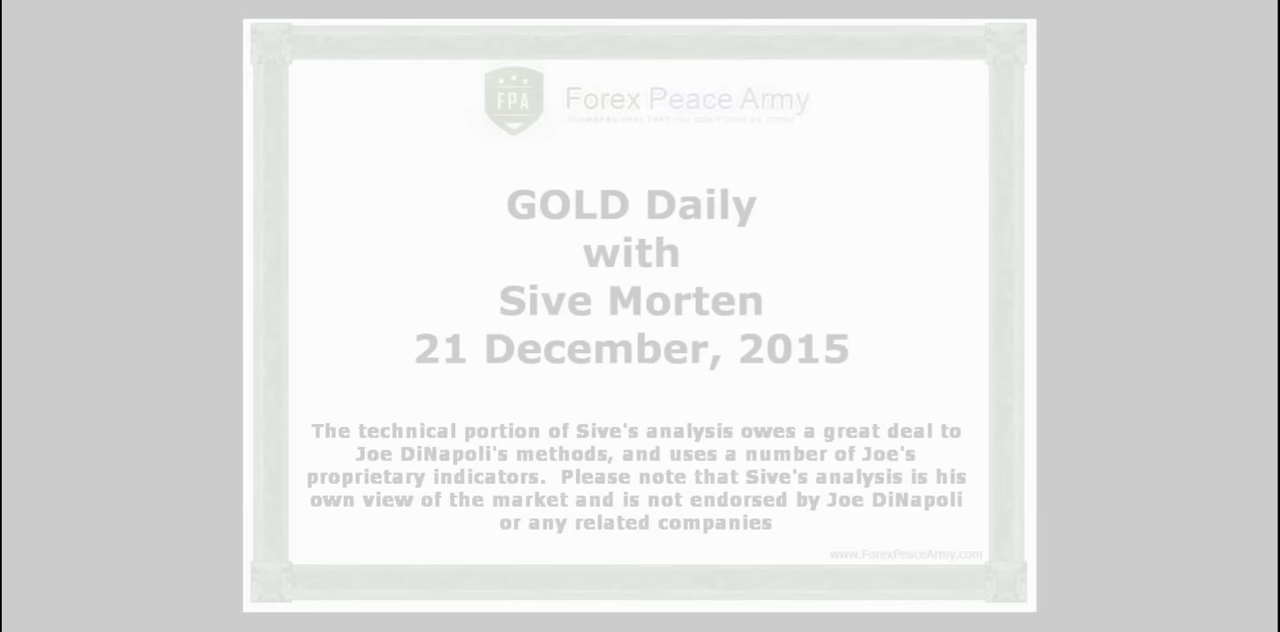 FPA
Forex Peace Army
GOLD Daily
with
Sive Morten
21 December, 2015
The technical portion of Sive's analysis owes a great deal to
Joe DiNapoli's methods, and uses a number of Joe's
proprietary indicators.  Please note that Sive's analysis is his
own view of the market and is not endorsed by Joe DiNapoli
or any related companies
www.ForexPeaceArmy.com